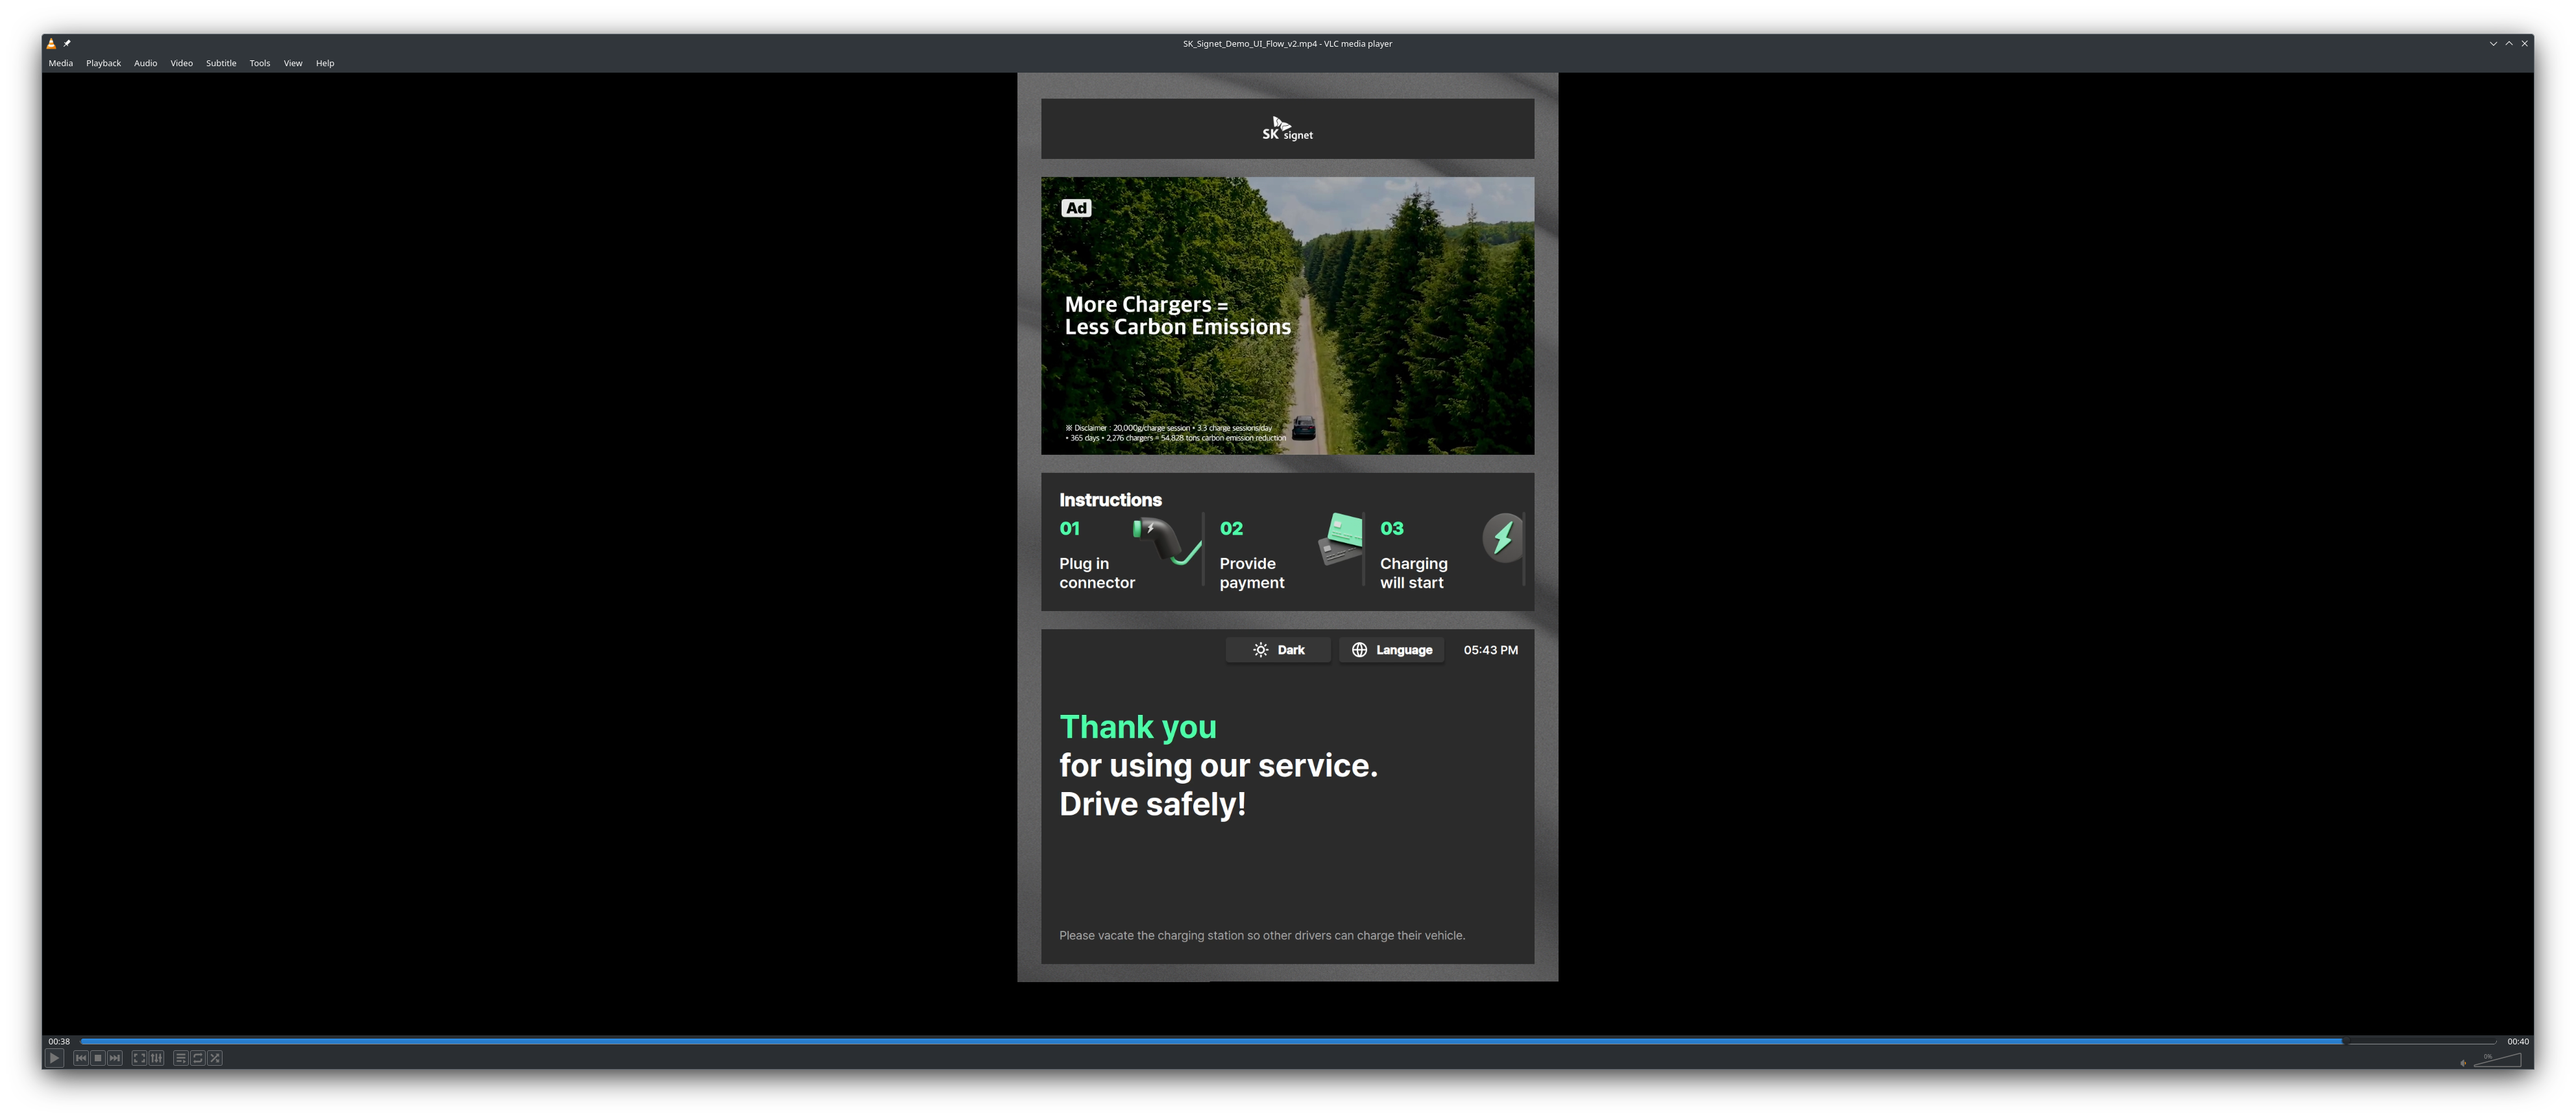 SK_Signet_Demo_UI_Flow_v2.mp4 - VLC media player
Media Playback Audio Video Subtitle Tools View Help
SK signet
Ad
More Chargers =
Less Carbon Emissions
※ Disclaimer : 20,000g/charge session • 3.3 charge sessions/day
• 365 days • 2,276 chargers = 54,828 tons carbon emission reduction
Instructions
01
Plug in
connector
02
Provide
payment
03
Charging
will start
Dark
Language
05:43 PM
Thank you
for using our service.
Drive safely!
Please vacate the charging station so other drivers can charge their vehicle.
00:38
00:40
0%